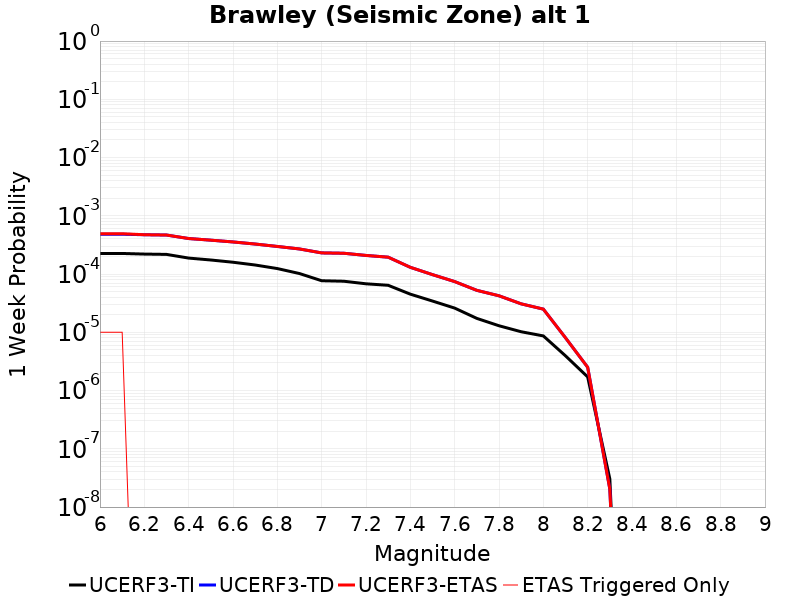 Brawley (Seismic Zone) alt 1
1 Week Probability
10^0
10^-1
10^-2
10^-3
10^-4
10^-5
10^-6
10^-7
10^-8
6 6.2 6.4 6.6 6.8 7 7.2 7.4 7.6 7.8 8 8.2 8.4 8.6 8.8 9
Magnitude
UCERF3-TI UCERF3-TD UCERF3-ETAS ETAS Triggered Only